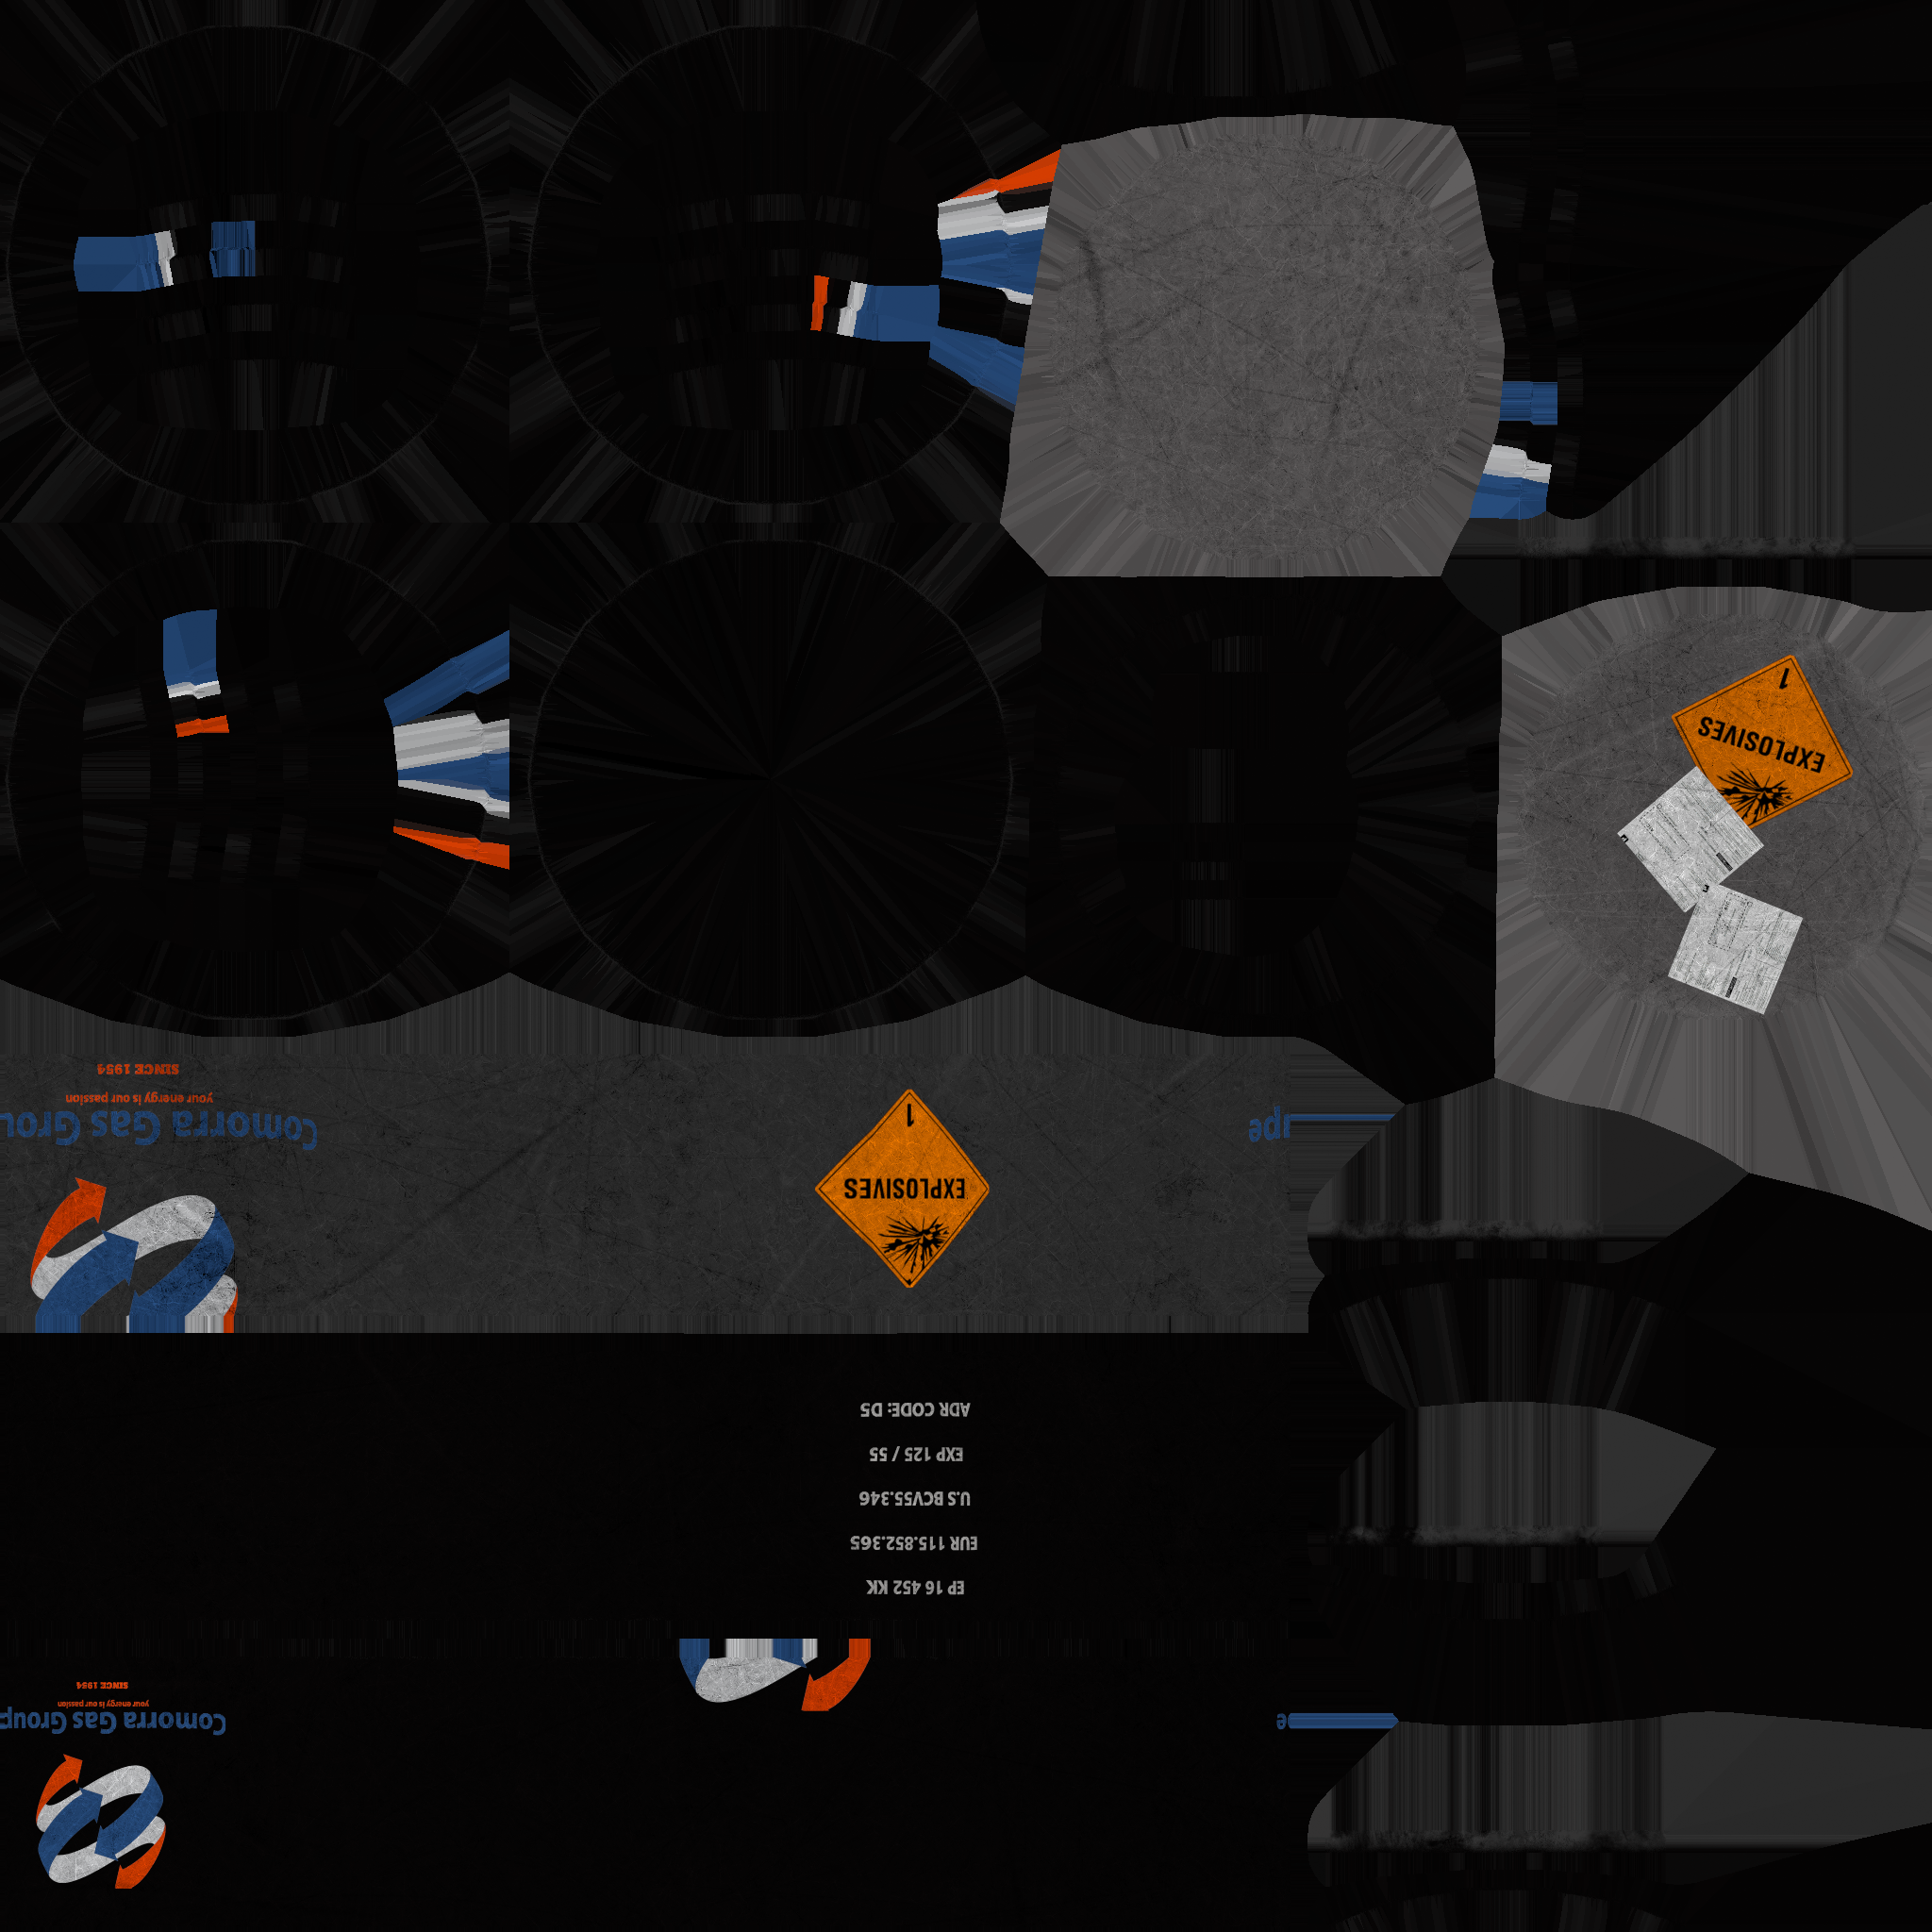 1
EXPLOSIVES
SINCE 1954
your energy is our passion
Comorra Gas Grou
upe
1
EXPLOSIVES
ADR CODE: D5
EXP 125 / 55
U.S BCV55.346
EUR 115.852.365
EP 16 452 KK
SINCE 1954
your energy is our passion
Comorra Gas Group
e